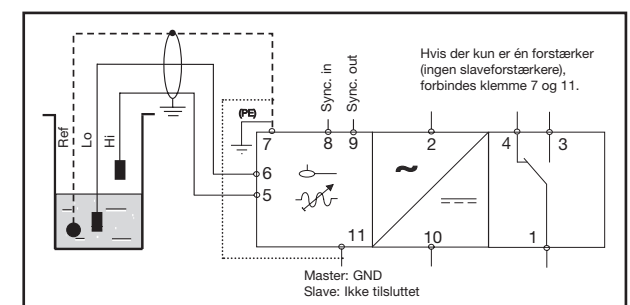 Hvis der kun er én forstærker
(ingen slaveforstærkere),
forbindes klemme 7 og 11.
Ref
Lo
Hi
(PE)
Sync. in
Sync. out
7
8
9
2
4
3
6
5
11
10
1
Master: GND
Slave: Ikke tilsluttet